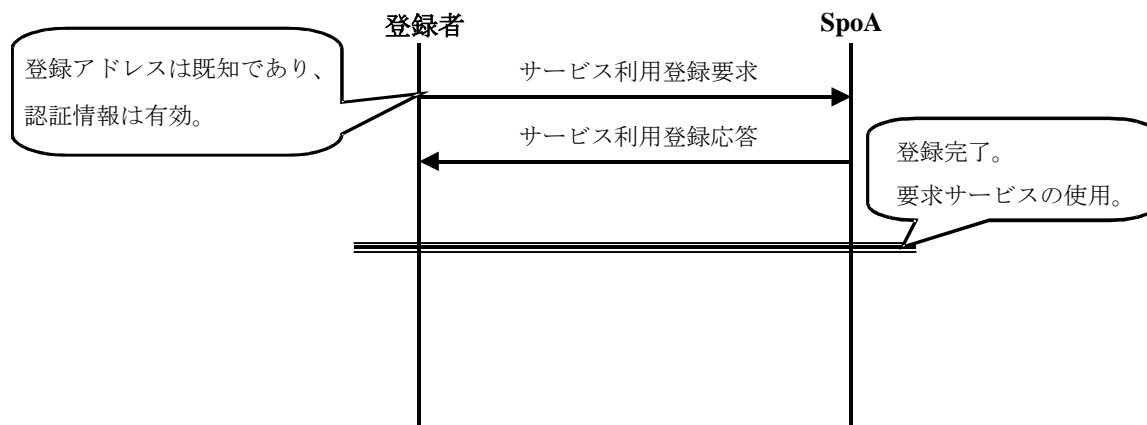 登録者
SpoA
登録アドレスは既知であり、
認証情報は有効。
サービス利用登録要求
サービス利用登録応答
登録完了。
要求サービスの使用。